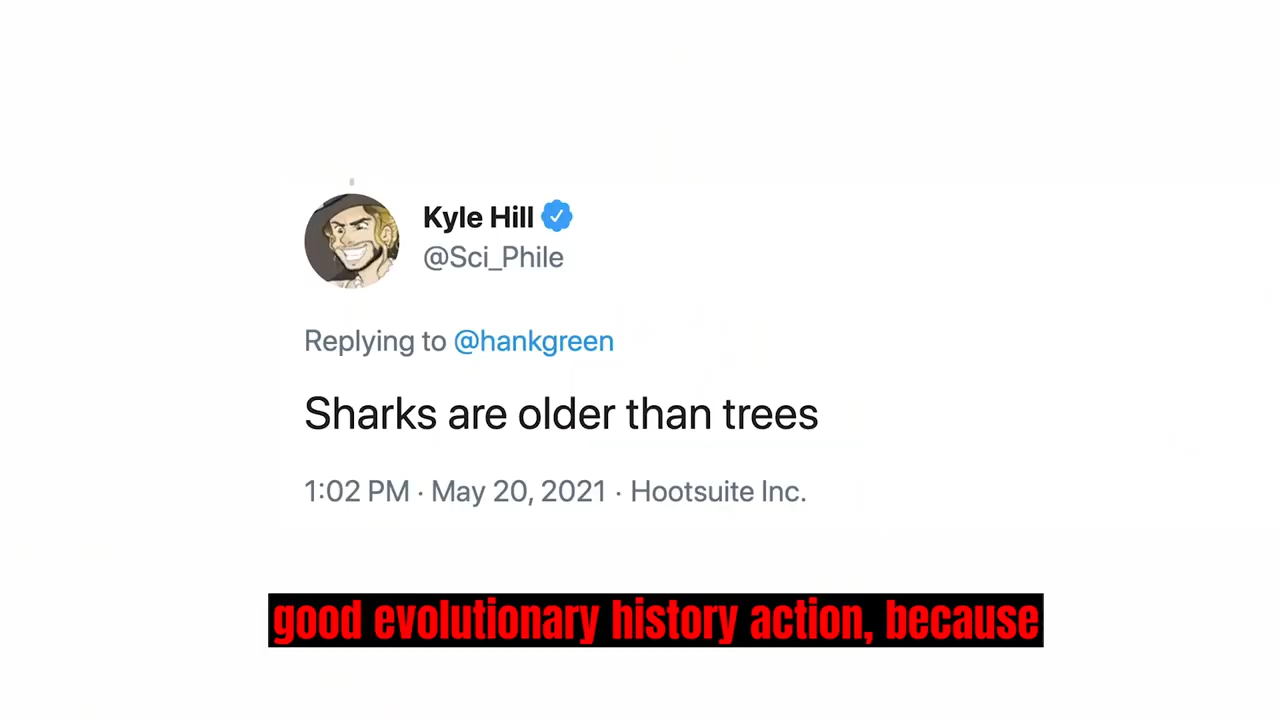 Kyle Hill
@Sci_Phile
Replying to @hankgreen
Sharks are older than trees
1:02 PM · May 20, 2021 · Hootsuite Inc.
good evolutionary history action, because